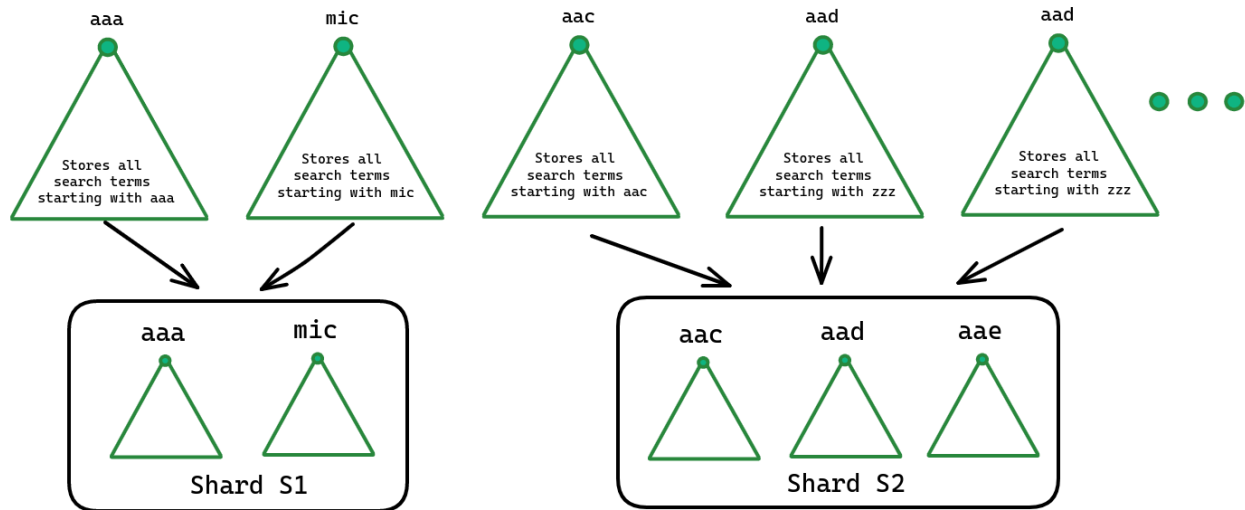 aaa
mic
aac
aad
aad
Stores all
search terms
starting with aaa
Stores all
search terms
starting with mic
Stores all
search terms
starting with aac
Stores all
search terms
starting with zzz
Stores all
search terms
starting with zzz
aaa
mic
Shard S1
aac
aad
aae
Shard S2